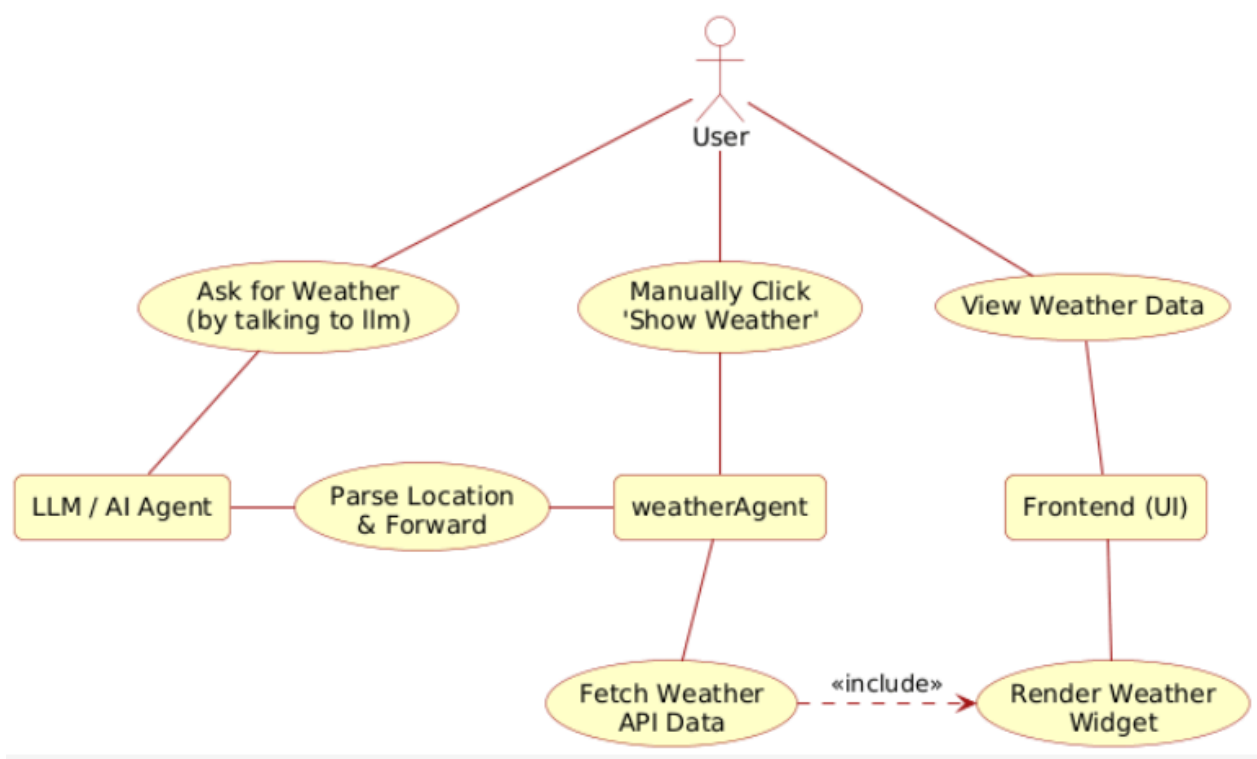 User
Ask for Weather
(by talking to llm)
Manually Click
'Show Weather'
View Weather Data
LLM / AI Agent
Parse Location
& Forward
weatherAgent
Frontend (UI)
Fetch Weather
API Data
«include»
Render Weather
Widget